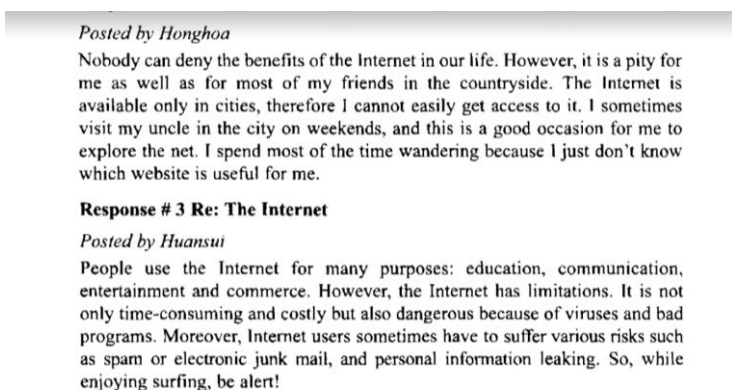 Posted by Honghoa
Nobody can deny the benefits of the Internet in our life. However, it is a pity for
me as well as for most of my friends in the countryside. The Internet is
available only in cities, therefore I cannot easily get access to it. I sometimes
visit my uncle in the city on weekends, and this is a good occasion for me to
explore the net. I spend most of the time wandering because I just don't know
which website is useful for me.
Response # 3 Re: The Internet
Posted by Huansui
People use the Internet for many purposes: education, communication,
entertainment and commerce. However, the Internet has limitations. It is not
only time-consuming and costly but also dangerous because of viruses and bad
programs. Moreover, Internet users sometimes have to suffer various risks such
as spam or electronic junk mail, and personal information leaking. So, while
enjoying surfing, be alert!